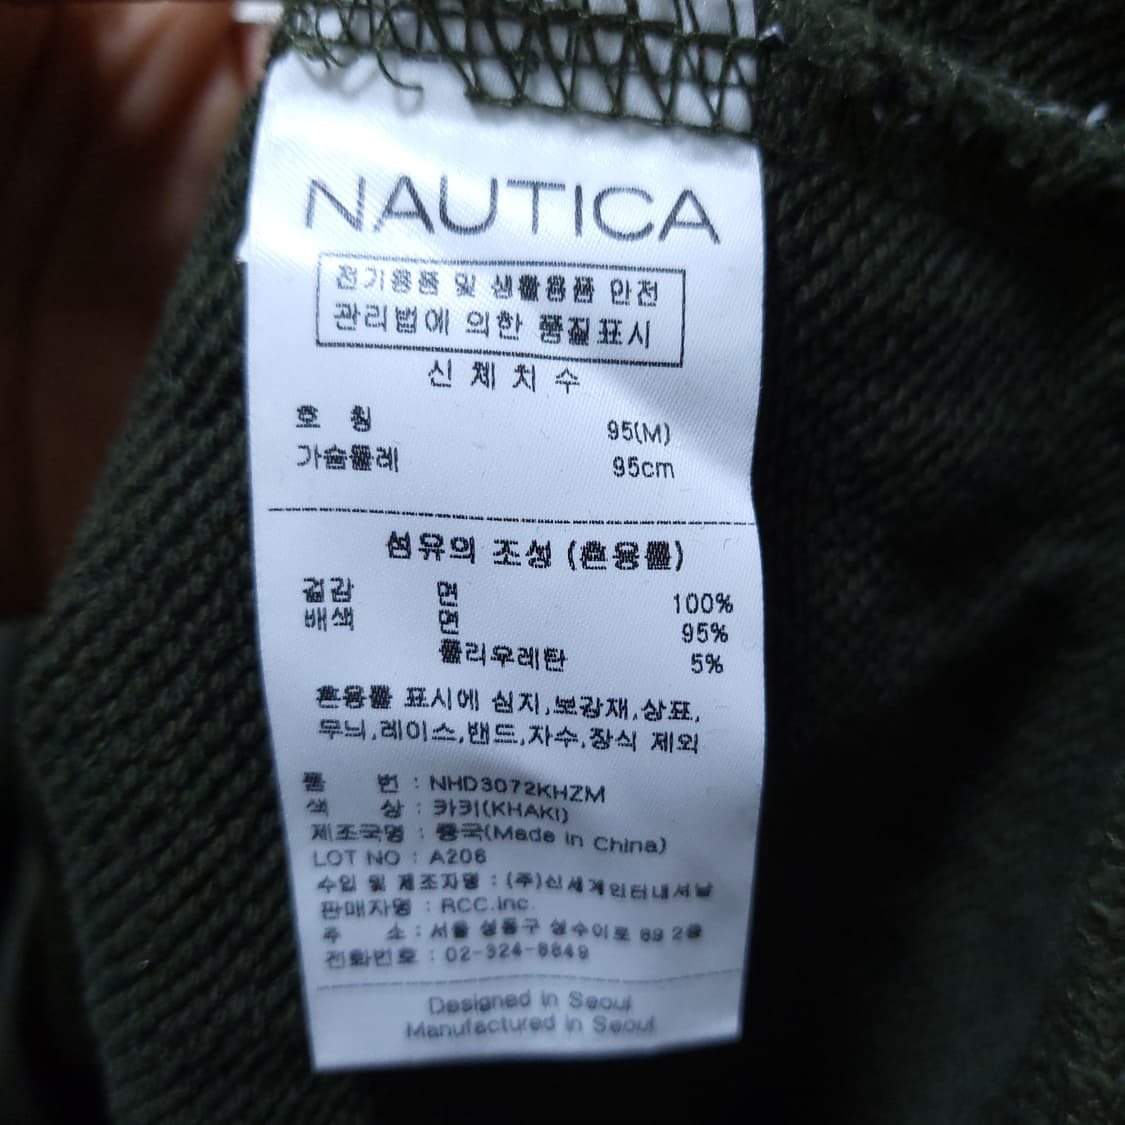 NAUTICA
전기용품 및 생활용품 안전
관리법에 의한 품질표시
신 체 치 수
호 칭 95(M)
가슴둘레 95cm
섬유의 조성 (혼용률)
겉감 면 100%
배색 면 95%
폴리우레탄 5%
혼용률 표시에 심지,보강재,상표,
무늬,레이스,밴드,자수,장식 제외
품 번 : NHD3072KHZM
색 상 : 카키(KHAKI)
제조국명 : 중국(Made in China)
LOT NO : A206
수입 및 제조자명 : (주)신세계인터내셔날
판매자명 : RCC.Inc.
주 소 : 서울 성동구 성수이로 89 2층
전화번호 : 02-324-8849
Designed in Seoul
Manufactured in Seoul